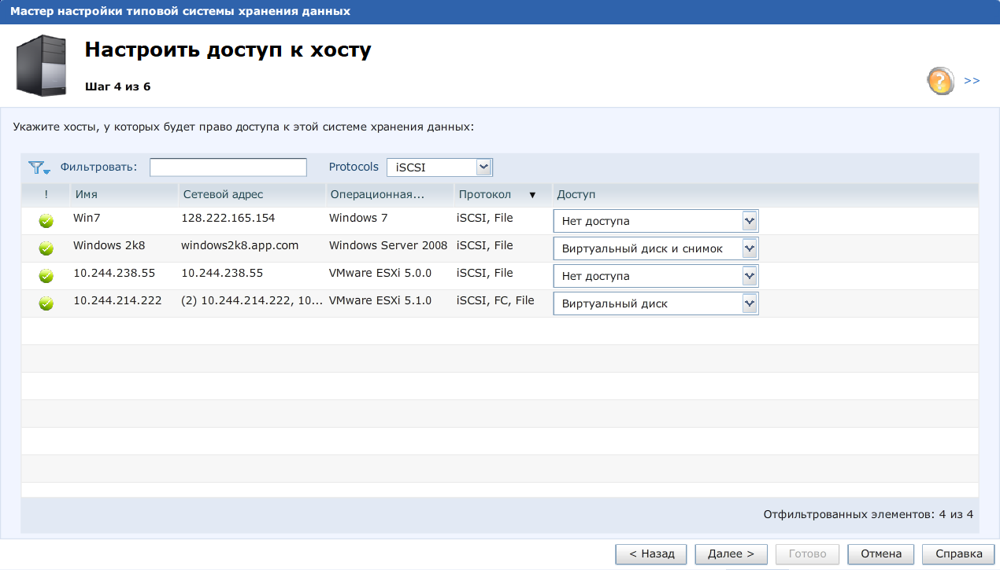 Мастер настройки типовой системы хранения данных
Настроить доступ к хосту
Шаг 4 из 6
? >>
Укажите хосты, у которых будет право доступа к этой системе хранения данных:
Фильтровать: Protocols iSCSI
! Имя Сетевой адрес Операционная... Протокол ▼ Доступ
Win7 128.222.165.154 Windows 7 iSCSI, File Нет доступа
Windows 2k8 windows2k8.app.com Windows Server 2008 iSCSI, File Виртуальный диск и снимок
10.244.238.55 10.244.238.55 VMware ESXi 5.0.0 iSCSI, File Нет доступа
10.244.214.222 (2) 10.244.214.222, 10... VMware ESXi 5.1.0 iSCSI, FC, File Виртуальный диск
Отфильтрованных элементов: 4 из 4
< Назад Далее > Готово Отмена Справка